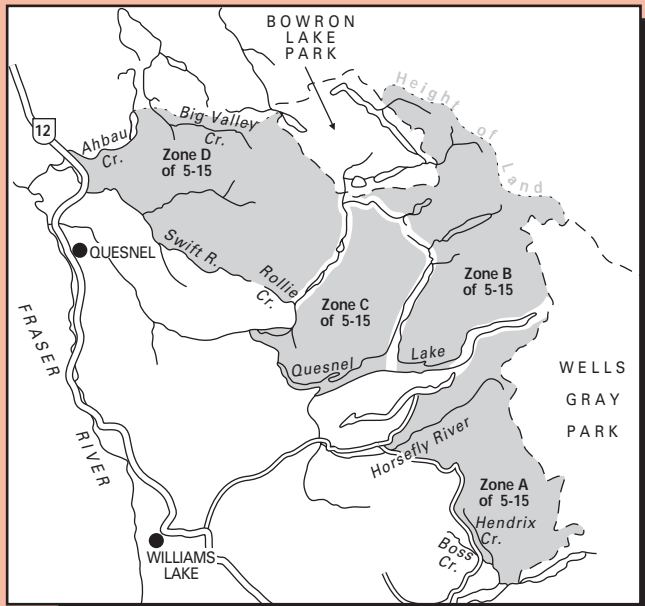 BOWRON
LAKE
PARK
Height of Land
12
Ahbau
Cr.
Big Valley
Cr.
Zone D
of 5-15
QUESNEL
Swift R.
Rollie
Cr.
Zone C
of 5-15
Zone B
of 5-15
Quesnel
Lake
FRASER
RIVER
WELLS
GRAY
PARK
Horsefly River
Zone A
of 5-15
Hendrix
Cr.
Boss
Cr.
WILLIAMS
LAKE